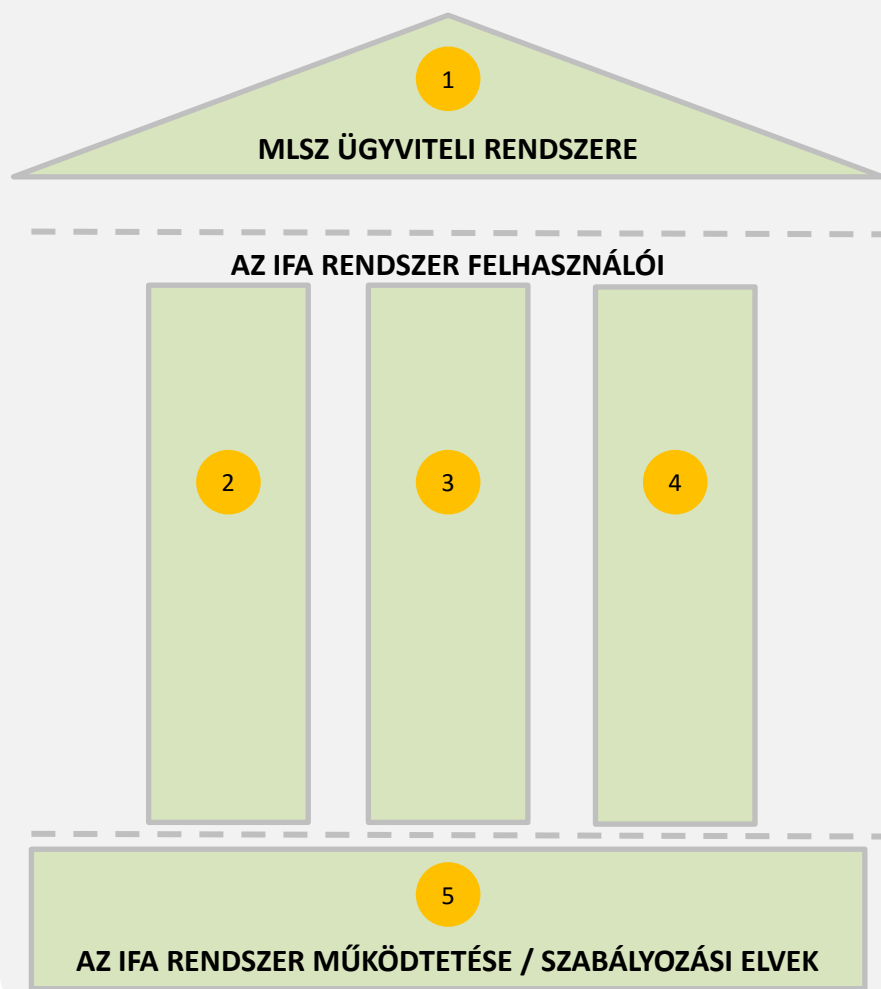 1
MLSZ ÜGYVITELI RENDSZERE
AZ IFA RENDSZER FELHASZNÁLÓI
2
3
4
5
AZ IFA RENDSZER MŰKÖDTETÉSE / SZABÁLYOZÁSI ELVEK